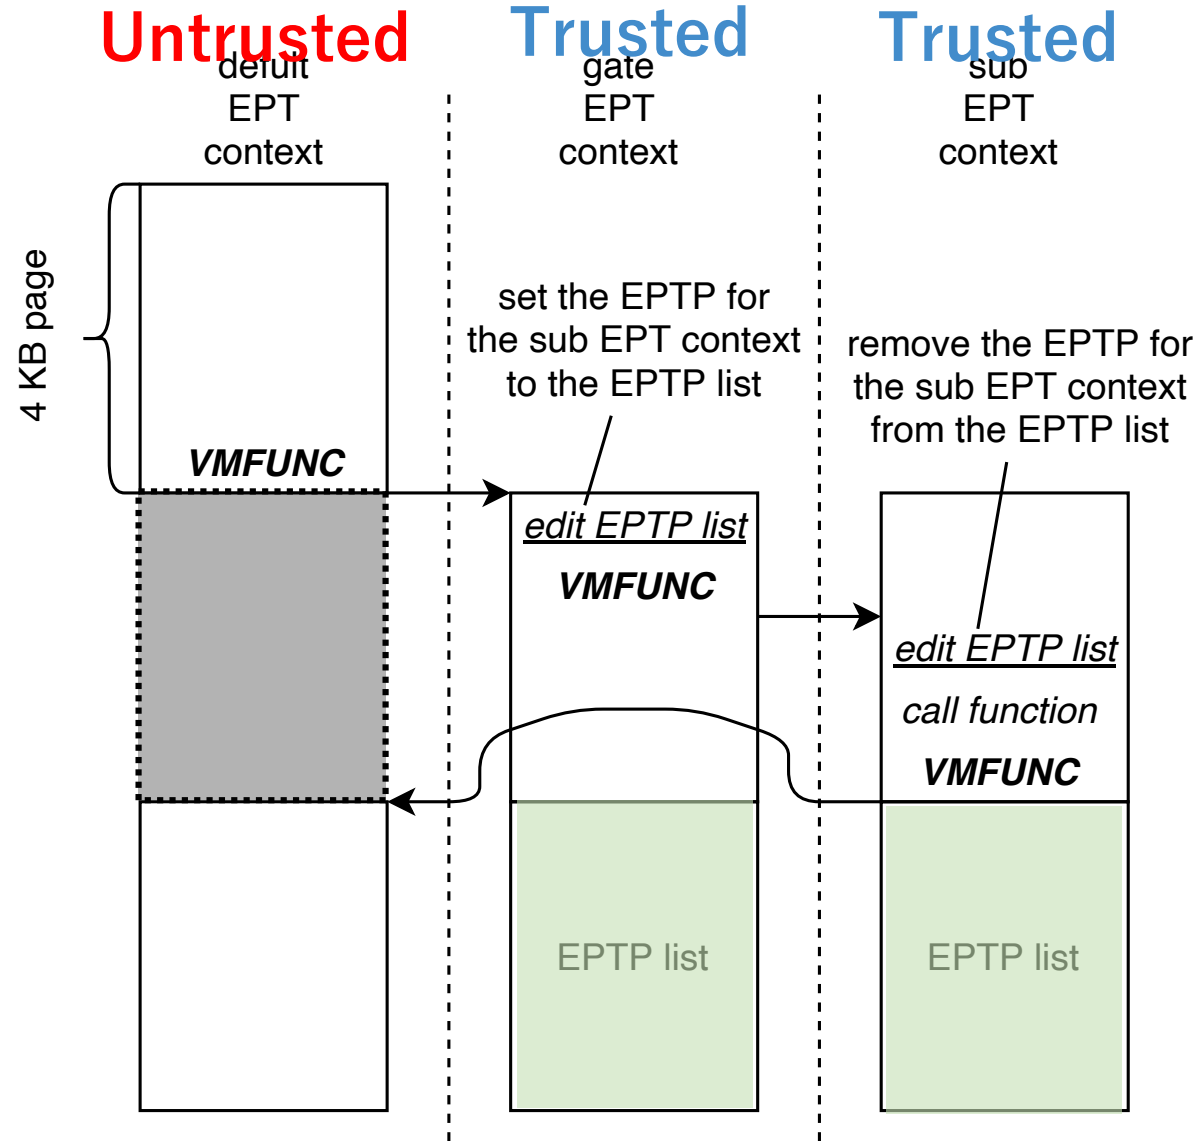 Untrusted
defult
EPT
context
Trusted
gate
EPT
context
Trusted
sub
EPT
context
4 KB page
VMFUNC
set the EPTP for
the sub EPT context
to the EPTP list
edit EPTP list
VMFUNC
EPTP list
remove the EPTP for
the sub EPT context
from the EPTP list
edit EPTP list
call function
VMFUNC
EPTP list